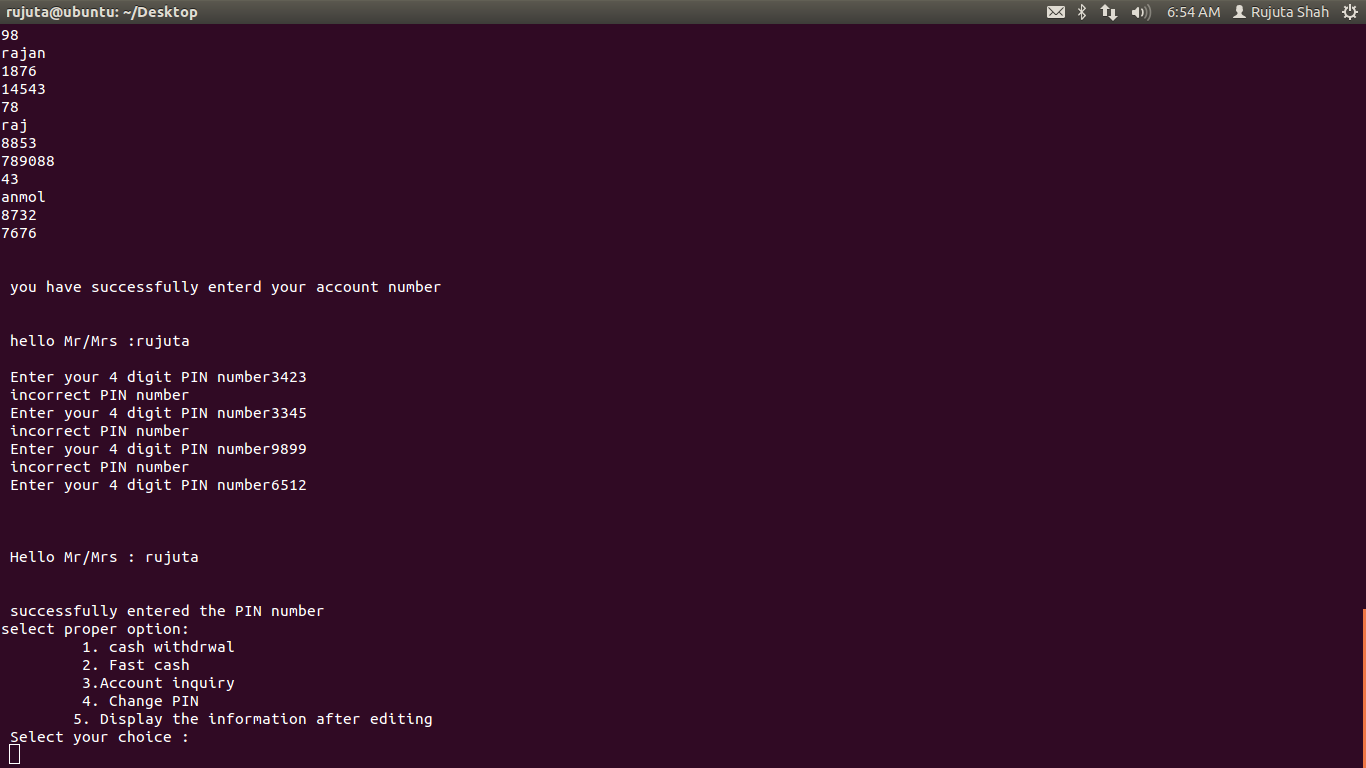 rujuta@ubuntu: ~/Desktop 6:54 AM Rujuta Shah
98
rajan
1876
14543
78
raj
8853
789088
43
anmol
8732
7676
you have successfully enterd your account number
hello Mr/Mrs :rujuta
Enter your 4 digit PIN number3423
incorrect PIN number
Enter your 4 digit PIN number3345
incorrect PIN number
Enter your 4 digit PIN number9899
incorrect PIN number
Enter your 4 digit PIN number6512
Hello Mr/Mrs : rujuta
successfully entered the PIN number
select proper option:
1. cash withdrwal
2. Fast cash
3.Account inquiry
4. Change PIN
5. Display the information after editing
Select your choice :